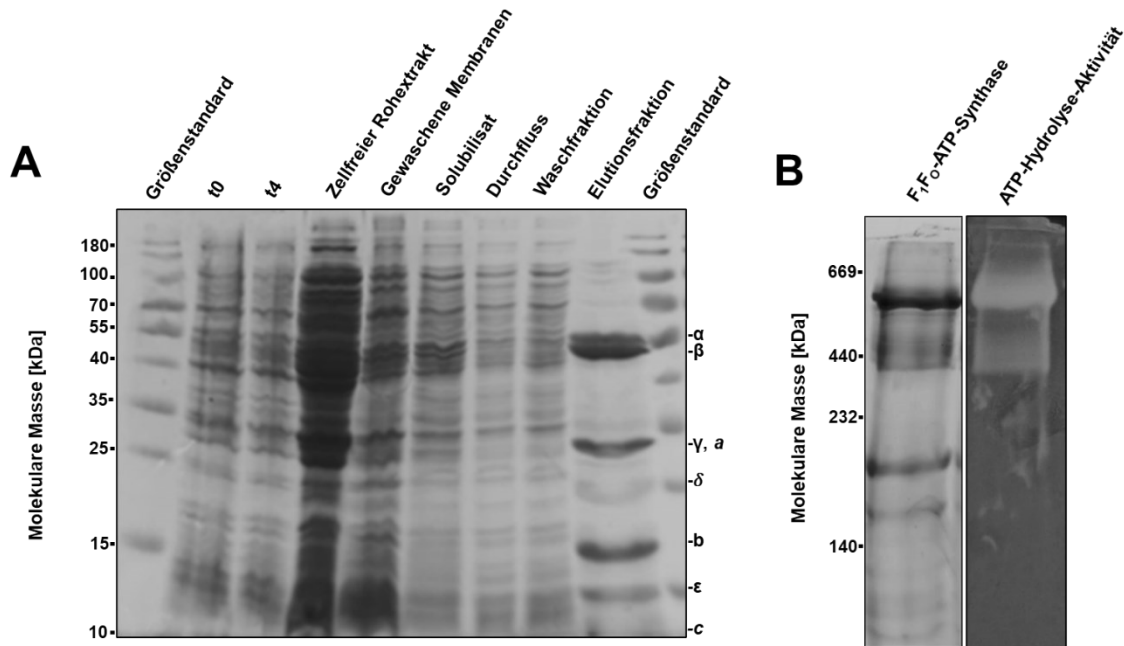 A
Größenstandard
t0
t4
Zellfreier Rohextrakt
Gewaschene Membranen
Solubilisat
Durchfluss
Waschfraktion
Elutionsfraktion
Größenstandard
Molekulare Masse [kDa]
180
100
70
55
40
35
25
15
10
-α
-β
-γ, a
-δ
-b
-ε
-c
B
F₁Fₒ-ATP-Synthase
ATP-Hydrolyse-Aktivität
Molekulare Masse [kDa]
669
440
232
140